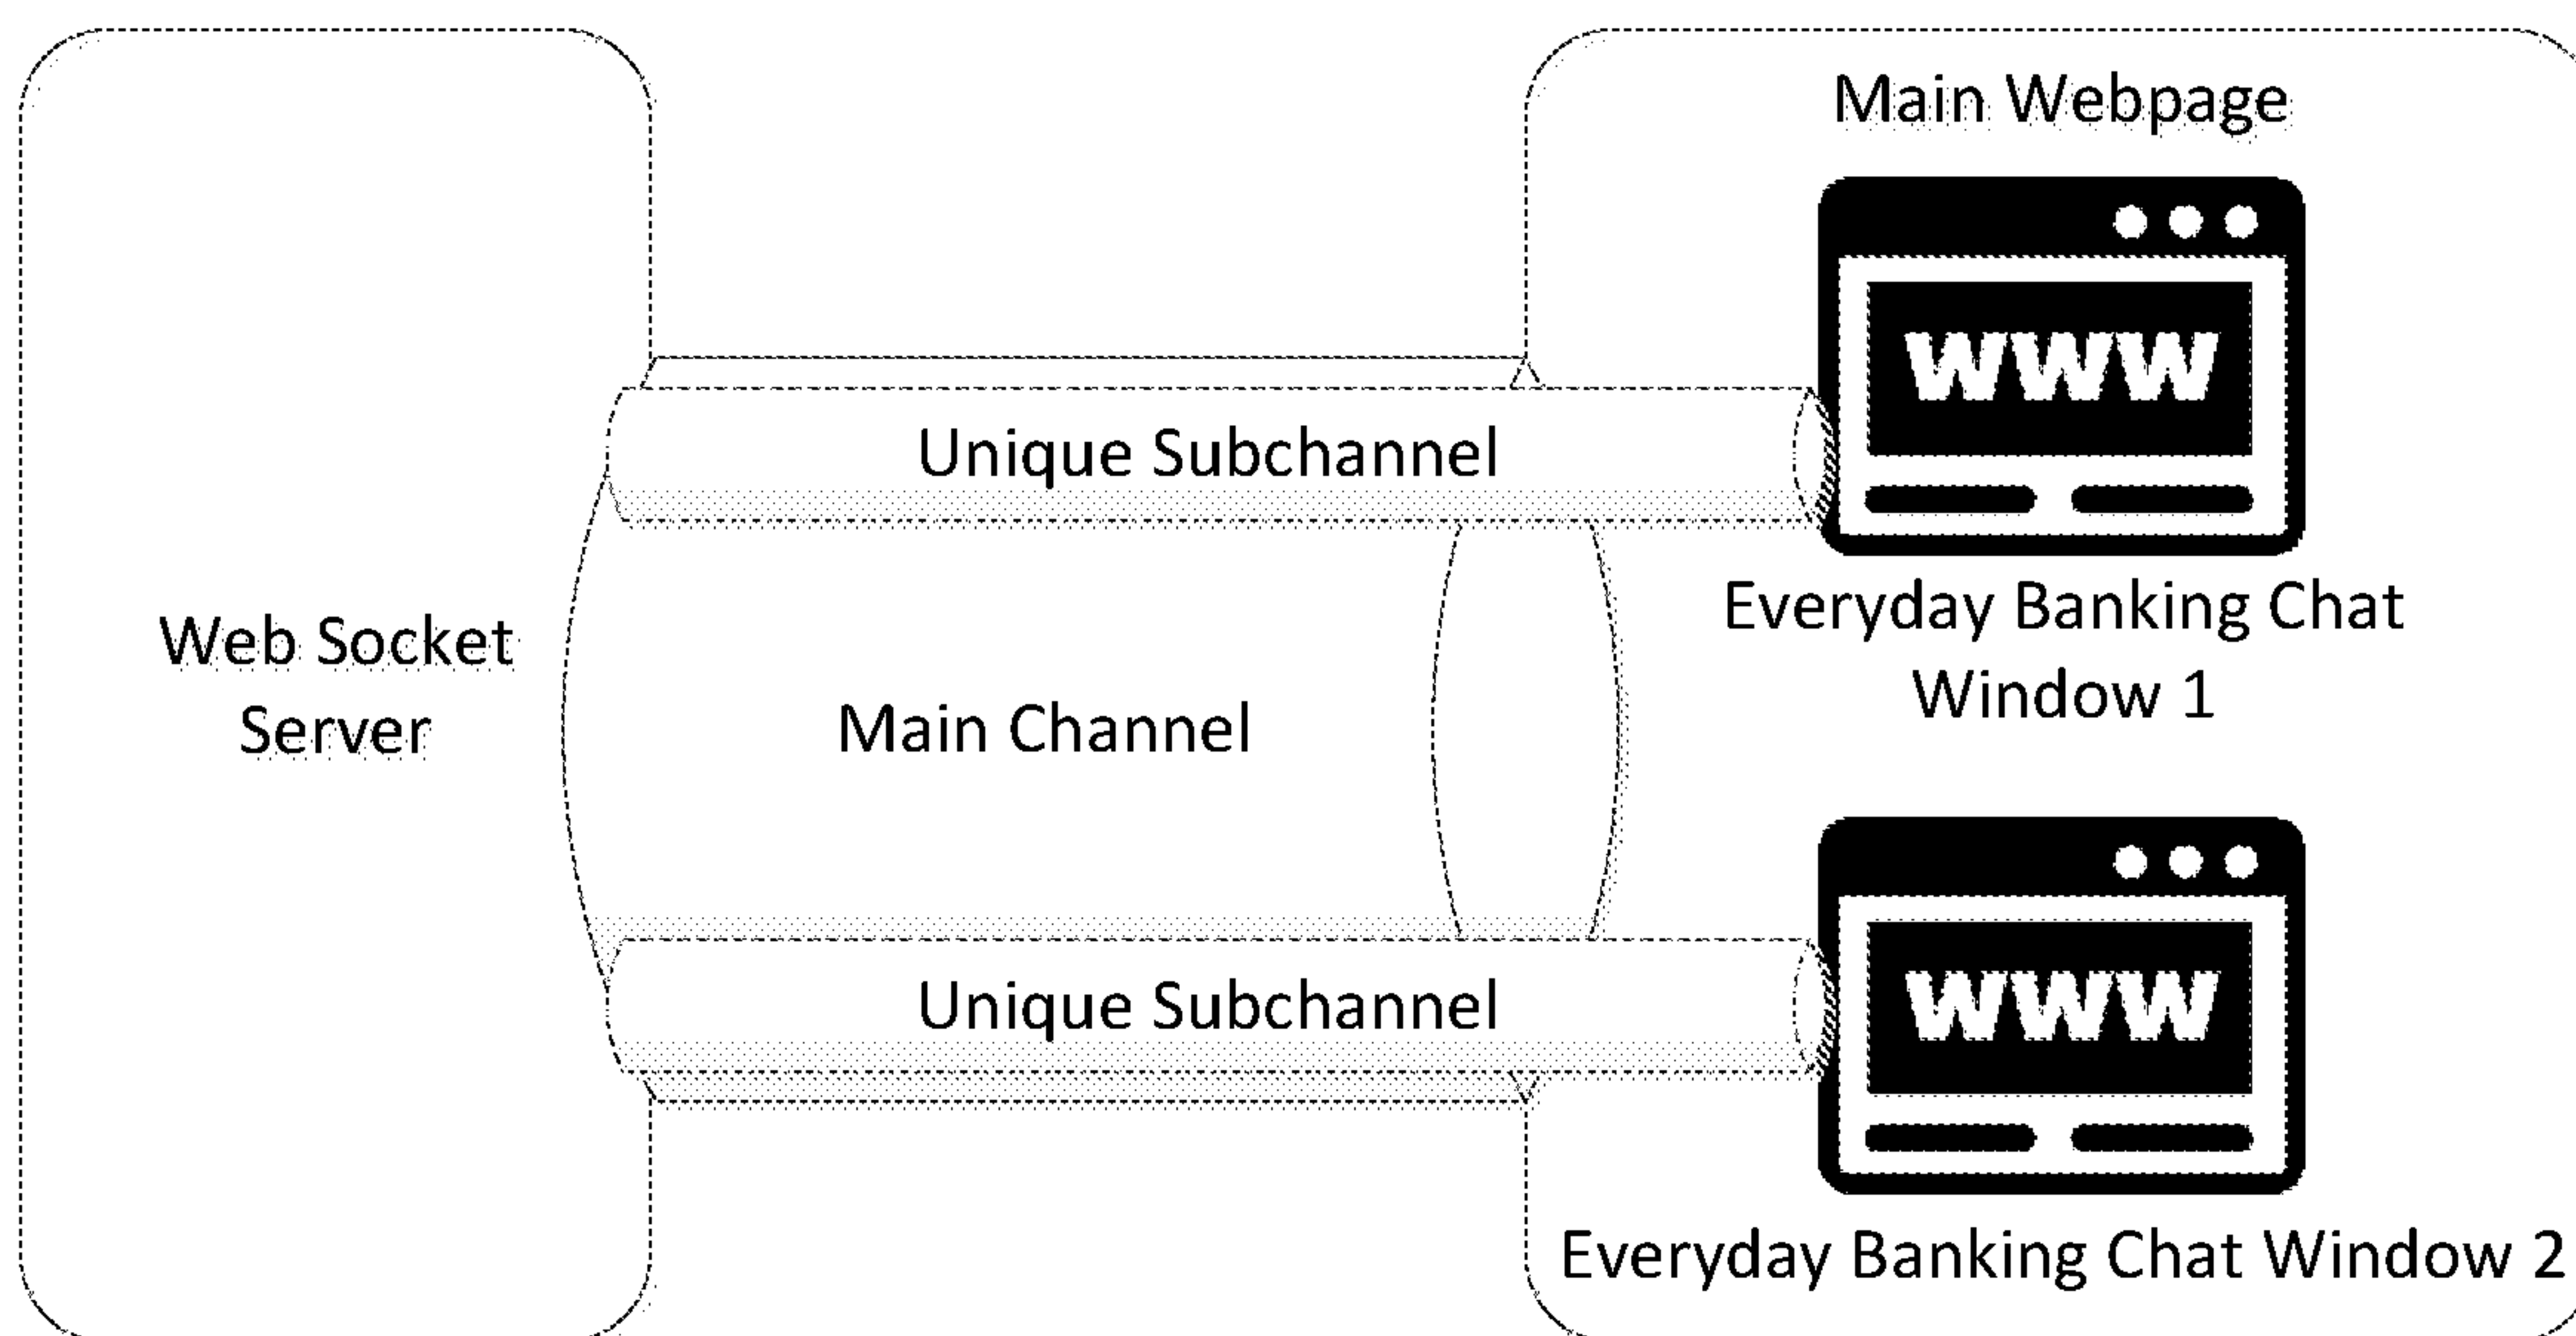 Main Webpage
www
Unique Subchannel
Everyday Banking Chat
Window 1
Web Socket
Server
Main Channel
www
Unique Subchannel
Everyday Banking Chat Window 2